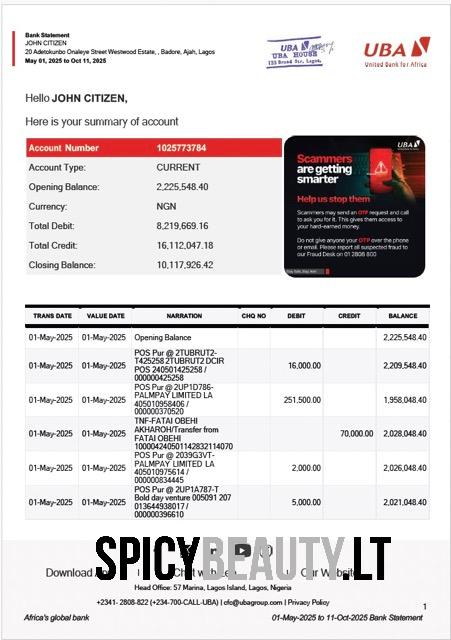 Bank Statement
JOHN CITIZEN
20 Adetokunbo Onaleye Street Westwood Estate, , Badore, Ajah, Lagos
May 01, 2025 to Oct 11, 2025
UBA
UBA HOUSE
UBA
United Bank for Africa
Hello JOHN CITIZEN,
Here is your summary of account
Account Number 1025773784
Account Type: CURRENT
Opening Balance: 2,225,548.40
Currency: NGN
Total Debit: 8,219,669.16
Total Credit: 16,112,047.18
Closing Balance: 10,117,926.42
UBA
Scammers
are getting
smarter
Help us stop them
Scammers may send an OTP request and call
to ask you for it. This gives them access to
your hard-earned money.
Do not give anyone your OTP over the phone
or email. Please report all suspected fraud to
our Fraud Desk on 01 2808 800
TRANS DATE VALUE DATE NARRATION CHQ NO DEBIT CREDIT BALANCE
01-May-2025 01-May-2025 Opening Balance 2,225,548.40
POS Pur @ 2TUBRUT2-
01-May-2025 01-May-2025 T425258 2TUBRUT2 DCIR 16,000.00 2,209,548.40
POS 240501425258 /
000000425258
POS Pur @ 2UP1D786-
01-May-2025 01-May-2025 PALMPAY LIMITED LA 251,500.00 1,958,048.40
405010958406 /
000000370520
TNF-FATAI OBEHI
01-May-2025 01-May-2025 AKHAROH/Transfer from 70,000.00 2,028,048.40
FATAI OBEHI
100004240501142832114070
POS Pur @ 2039G3VT-
01-May-2025 01-May-2025 PALMPAY LIMITED LA 2,000.00 2,026,048.40
405010975614 /
000000834445
POS Pur @ 2UP1A787-T
01-May-2025 01-May-2025 Bold day venture 005091 207 5,000.00 2,021,048.40
013644938017 /
000000396610
SPICYBEAUTY.LT
Download
Head Office: 57 Marina, Lagos Island, Lagos, Nigeria
+2341- 2808-822 (+234-700-CALL-UBA) | cfc@ubagroup.com | Privacy Policy
1
Africa's global bank 01-May-2025 to 11-Oct-2025 Bank Statement